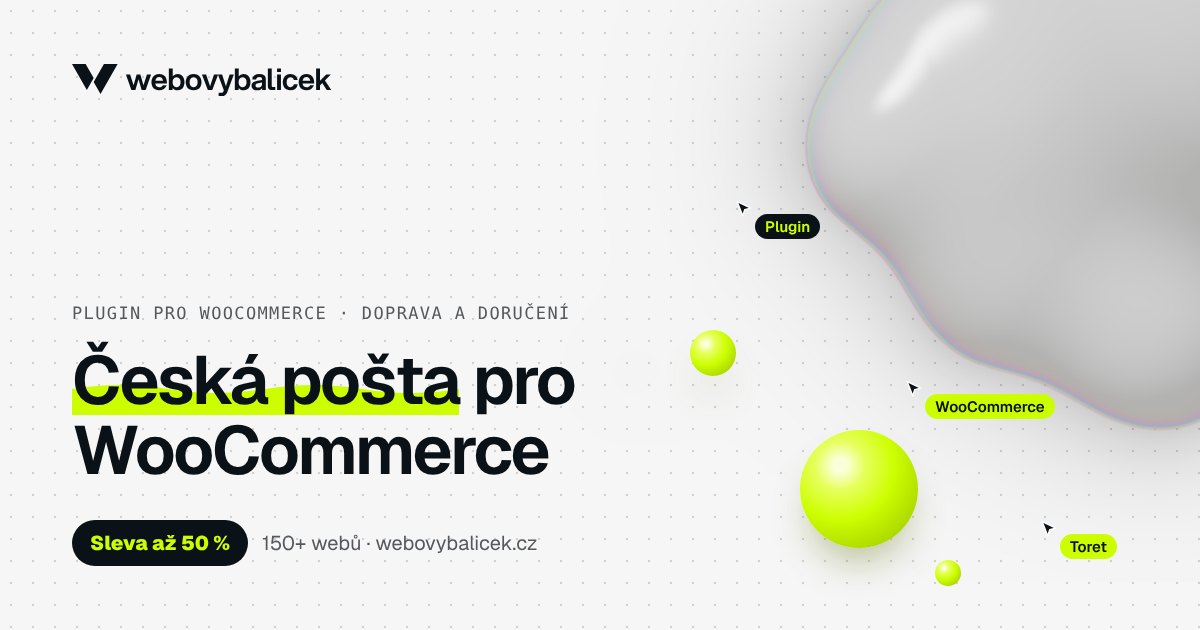 webovybalicek
Plugin
PLUGIN PRO WOOCOMMERCE · DOPRAVA A DORUČENÍ
Česká pošta pro
WooCommerce
WooCommerce
Sleva až 50 %
150+ webů · webovybalicek.cz
Toret